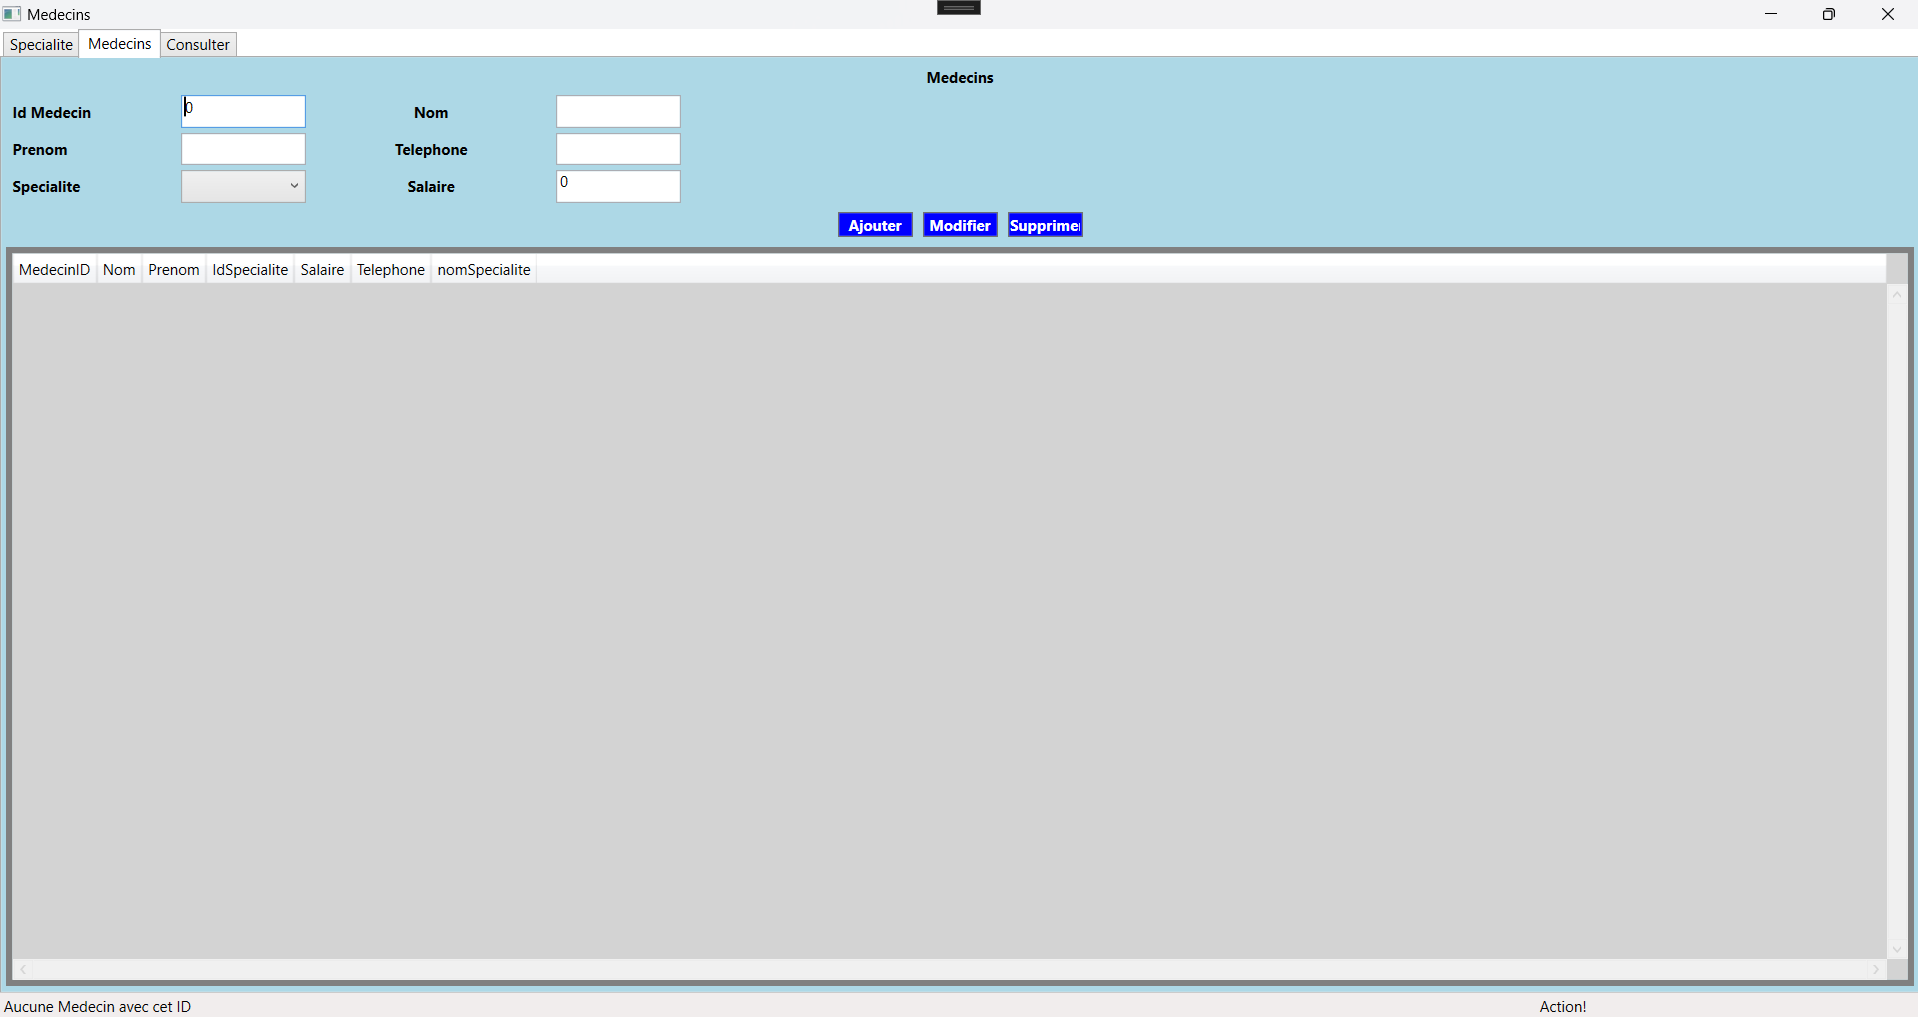 Medecins
Specialite Medecins Consulter
Medecins
Id Medecin 0 Nom
Prenom Telephone
Specialite Salaire 0
Ajouter Modifier Supprime
MedecinID Nom Prenom IdSpecialite Salaire Telephone nomSpecialite
Aucune Medecin avec cet ID Action!